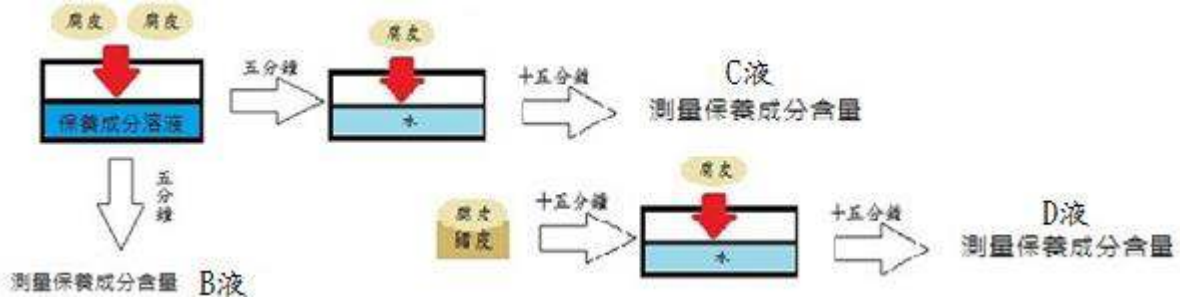 腐皮 腐皮
保養成分溶液
五分鐘
腐皮
水
十五分鐘
C液
測量保養成分含量
五分鐘
測量保養成分含量 B液
腐皮
豬皮
十五分鐘
腐皮
水
十五分鐘
D液
測量保養成分含量